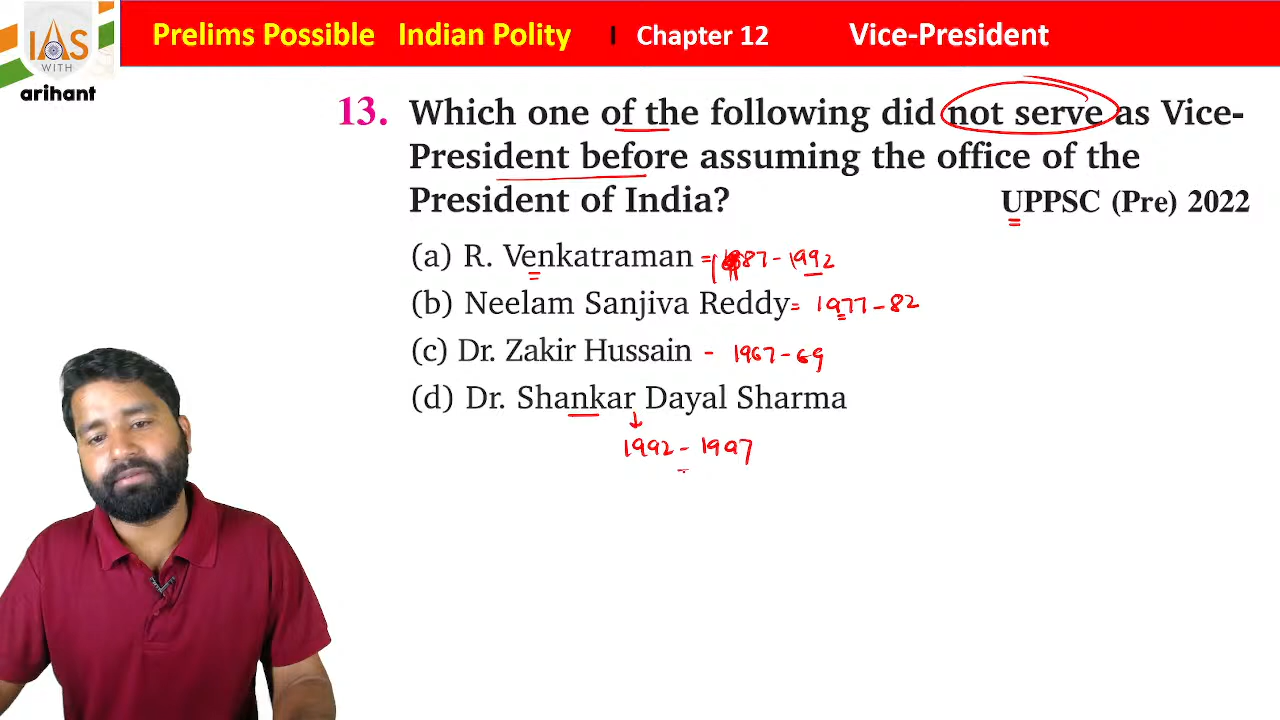 IAS
WITH
arihant
Prelims Possible Indian Polity | Chapter 12 Vice-President
13. Which one of the following did not serve as Vice-
President before assuming the office of the
President of India? UPPSC (Pre) 2022
(a) R. Venkatraman = 1987 - 1992
(b) Neelam Sanjiva Reddy = 1977 - 82
(c) Dr. Zakir Hussain - 1967 - 69
(d) Dr. Shankar Dayal Sharma
1992 - 1997